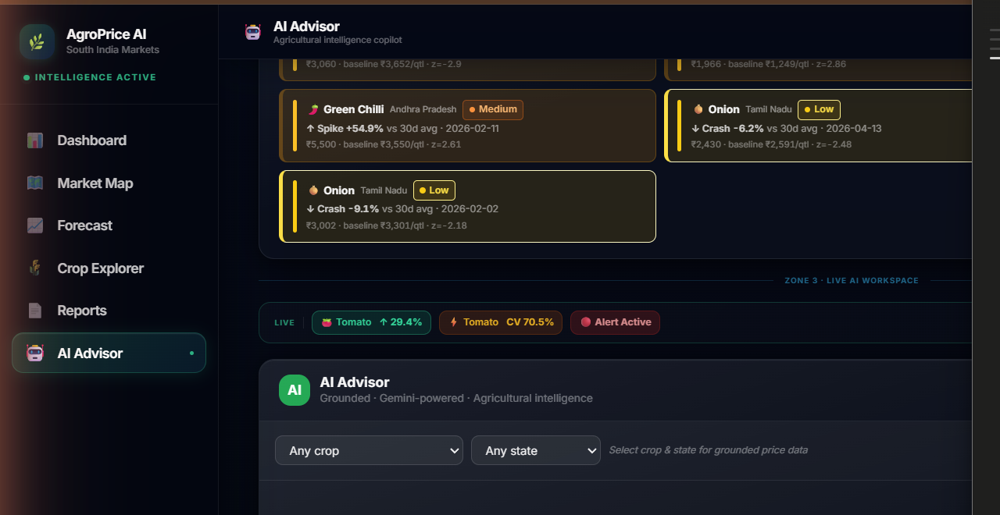 AgroPrice AI
South India Markets
INTELLIGENCE ACTIVE
Dashboard
Market Map
Forecast
Crop Explorer
Reports
AI Advisor
AI Advisor
Agricultural intelligence copilot
₹3,060 · baseline ₹3,652/qtl · z=−2.9
₹1,966 · baseline ₹1,249/qtl · z=2.86
Green Chilli Andhra Pradesh Medium
↑ Spike +54.9% vs 30d avg · 2026-02-11
₹5,500 · baseline ₹3,550/qtl · z=2.61
Onion Tamil Nadu Low
↓ Crash −6.2% vs 30d avg · 2026-04-13
₹2,430 · baseline ₹2,591/qtl · z=−2.48
Onion Tamil Nadu Low
↓ Crash −9.1% vs 30d avg · 2026-02-02
₹3,002 · baseline ₹3,301/qtl · z=−2.18
ZONE 3 · LIVE AI WORKSPACE
LIVE Tomato ↑ 29.4% Tomato CV 70.5% Alert Active
AI
AI Advisor
Grounded · Gemini-powered · Agricultural intelligence
Any crop Any state Select crop & state for grounded price data